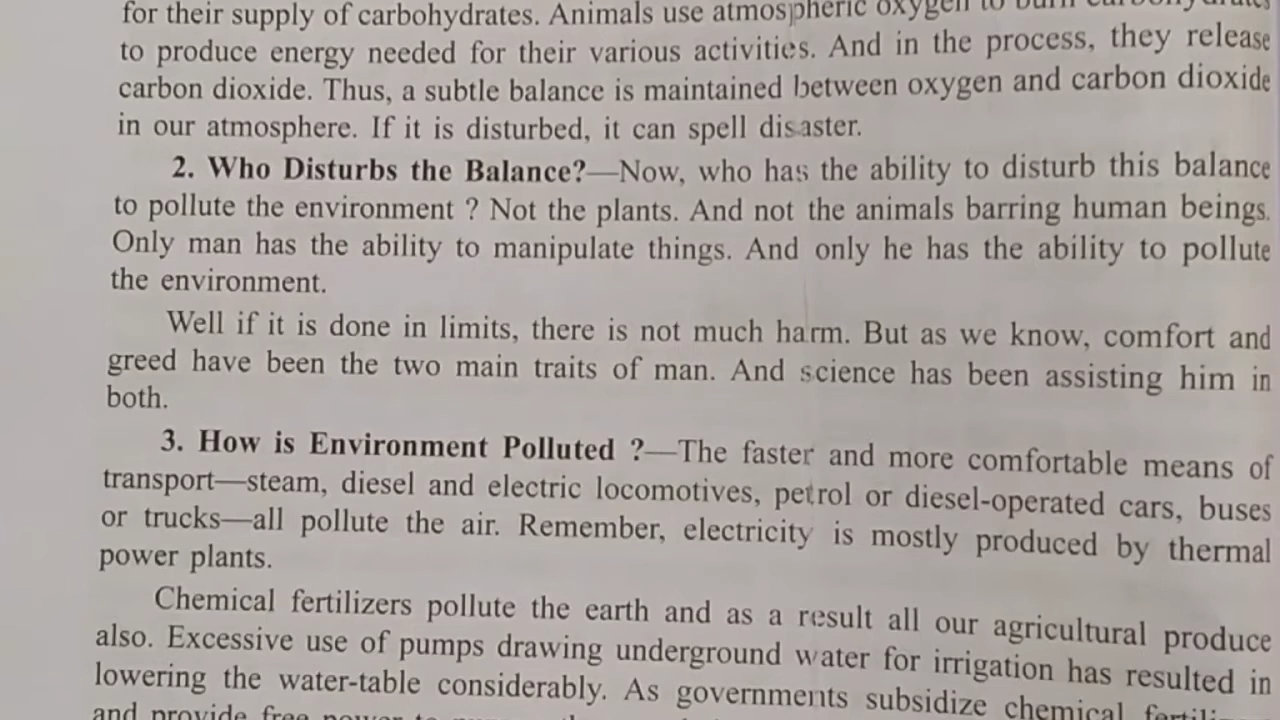 for their supply of carbohydrates. Animals use atmospheric oxygen to burn carbohydrates
to produce energy needed for their various activities. And in the process, they release
carbon dioxide. Thus, a subtle balance is maintained between oxygen and carbon dioxide
in our atmosphere. If it is disturbed, it can spell disaster.
2. Who Disturbs the Balance?—Now, who has the ability to disturb this balance
to pollute the environment ? Not the plants. And not the animals barring human beings.
Only man has the ability to manipulate things. And only he has the ability to pollute
the environment.
Well if it is done in limits, there is not much harm. But as we know, comfort and
greed have been the two main traits of man. And science has been assisting him in
both.
3. How is Environment Polluted ?—The faster and more comfortable means of
transport—steam, diesel and electric locomotives, petrol or diesel-operated cars, buses
or trucks—all pollute the air. Remember, electricity is mostly produced by thermal
power plants.
Chemical fertilizers pollute the earth and as a result all our agricultural produce
also. Excessive use of pumps drawing underground water for irrigation has resulted in
lowering the water-table considerably. As governments subsidize chemical
and provide free power to